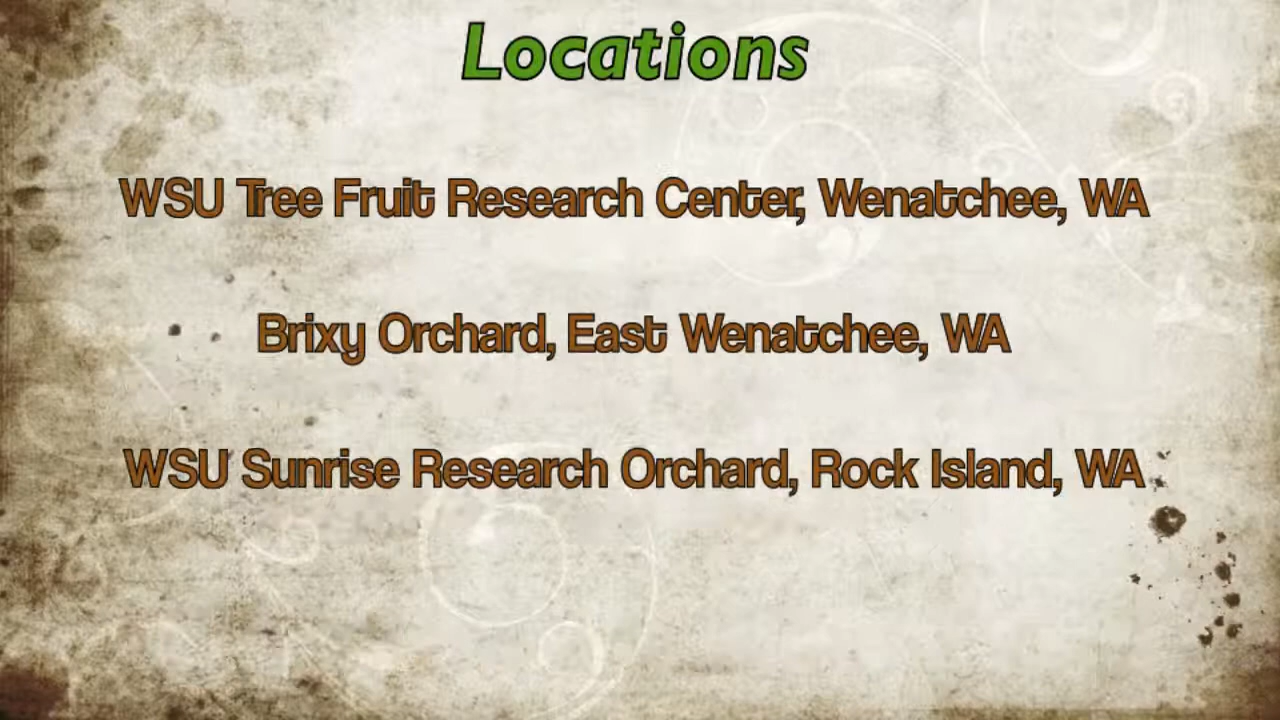 Locations
WSU Tree Fruit Research Center, Wenatchee, WA
Brixy Orchard, East Wenatchee, WA
WSU Sunrise Research Orchard, Rock Island, WA